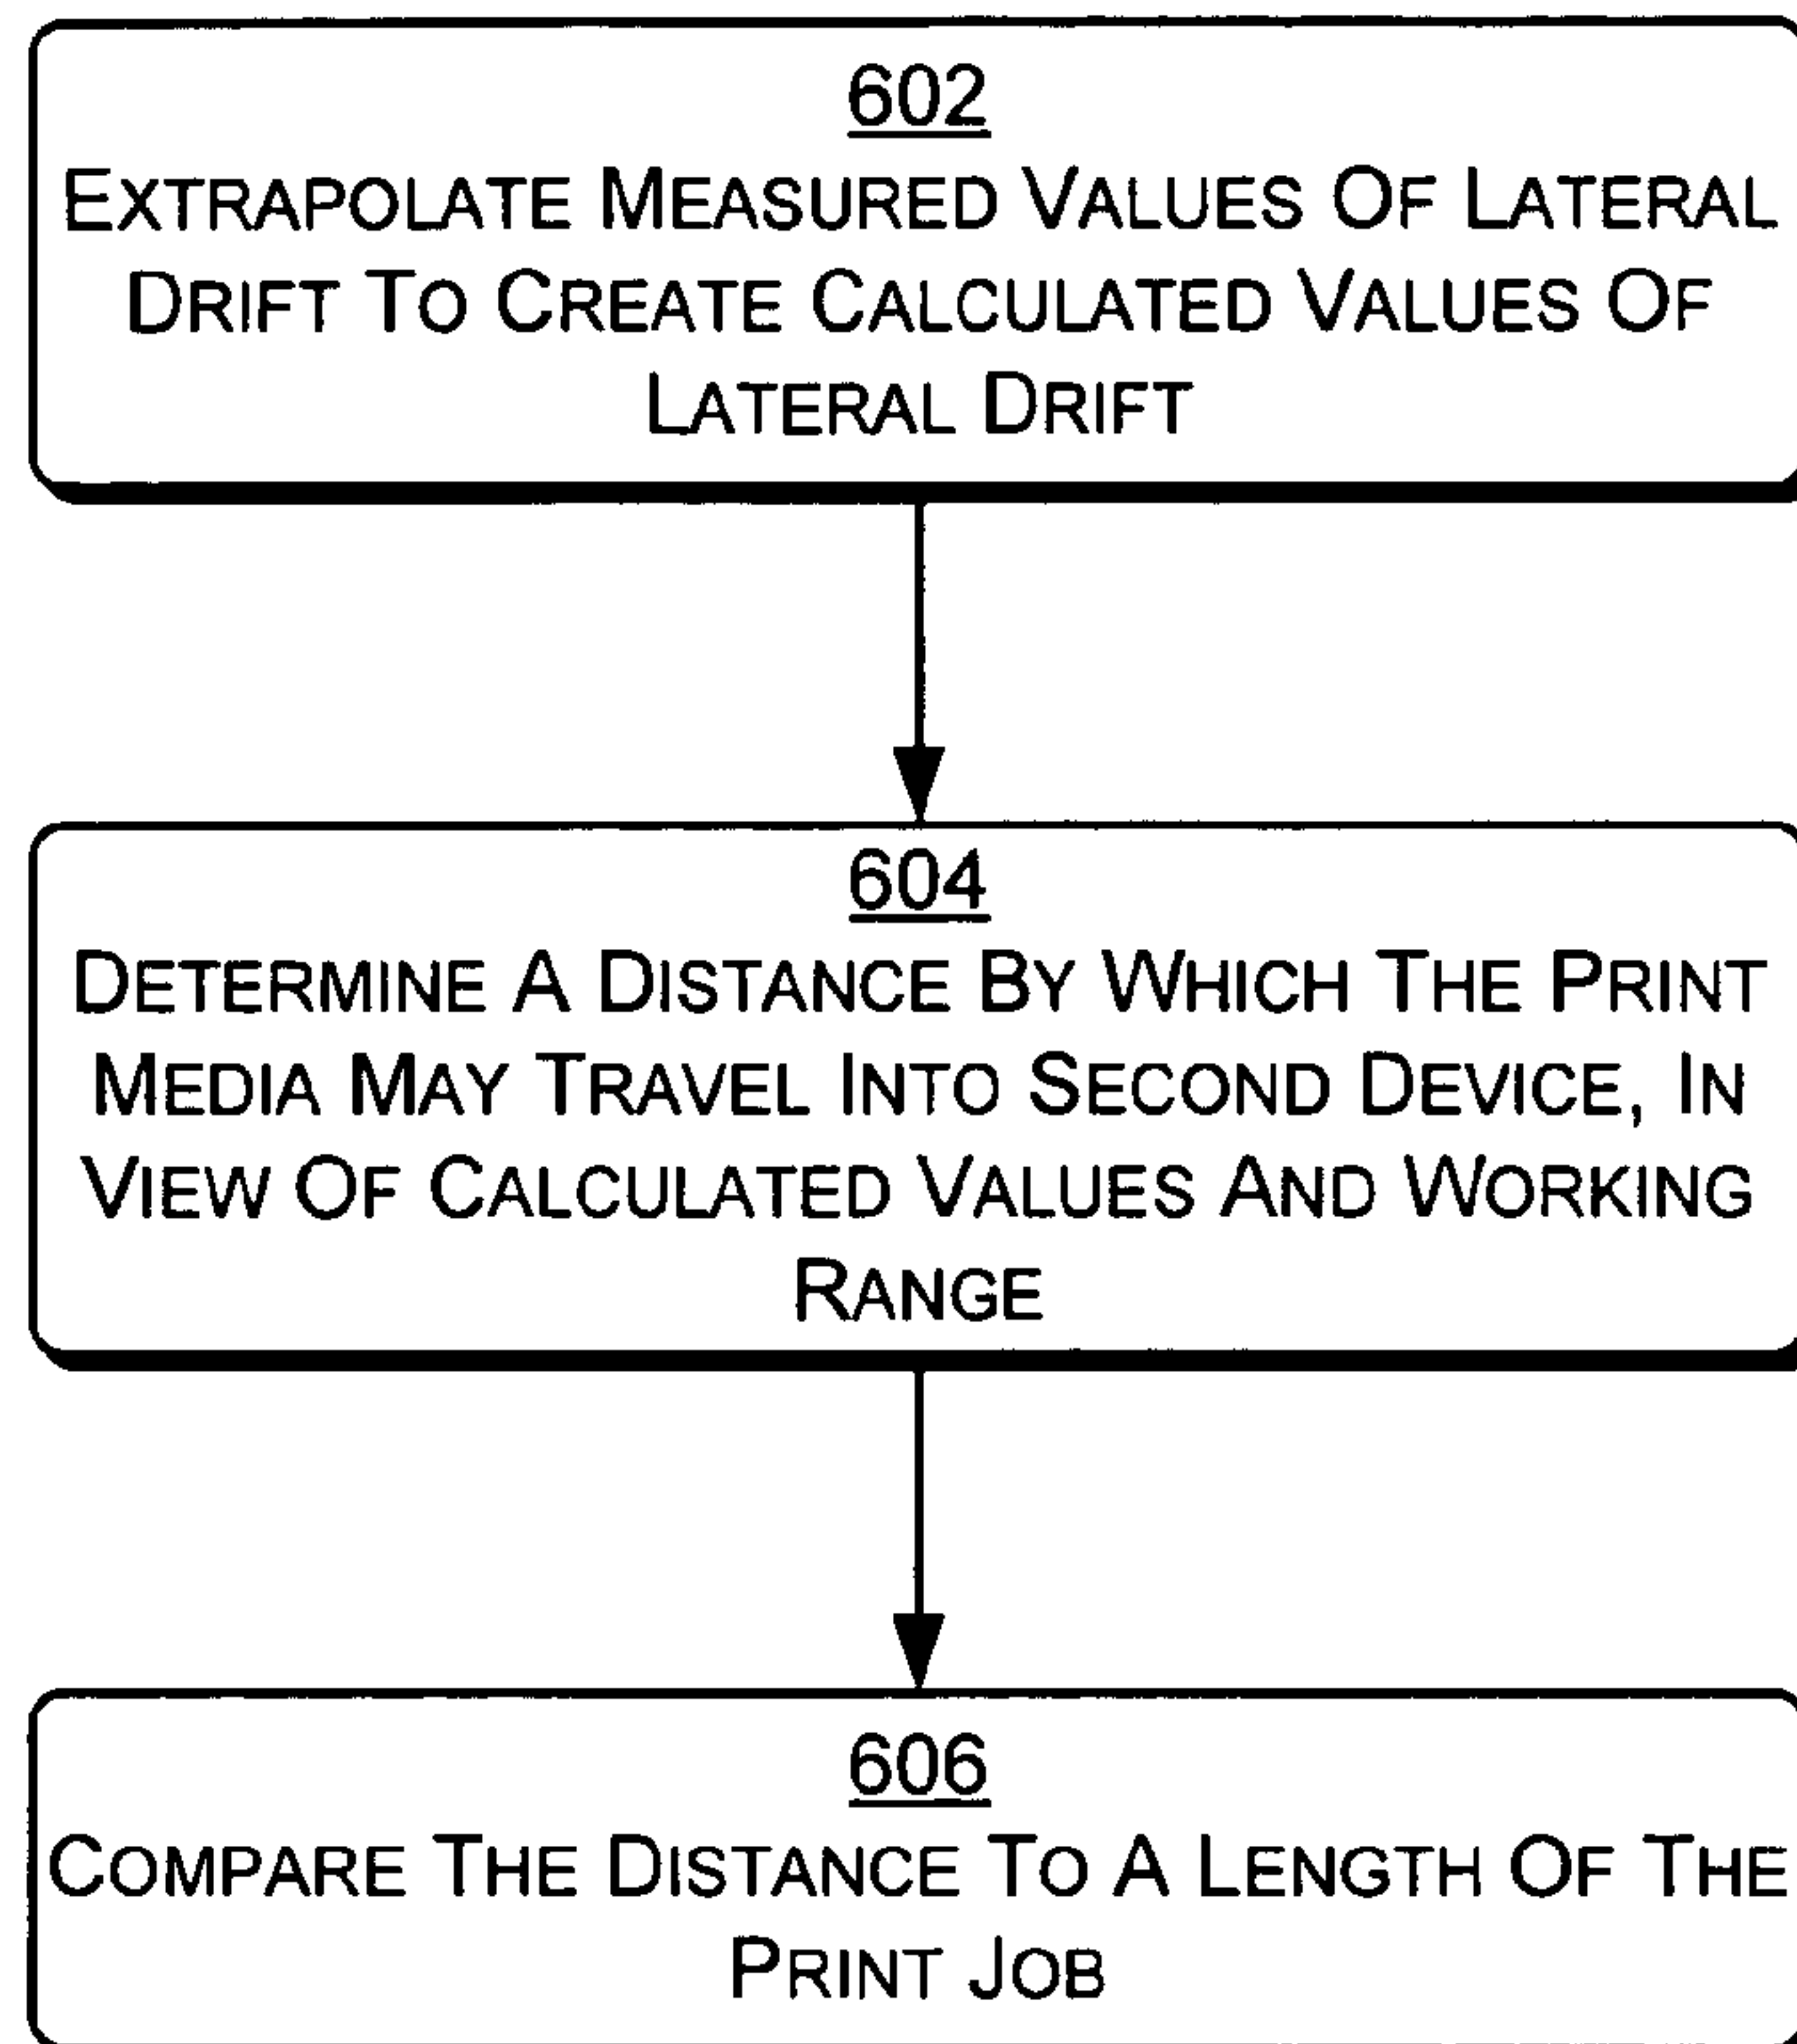 602
EXTRAPOLATE MEASURED VALUES OF LATERAL
DRIFT TO CREATE CALCULATED VALUES OF
LATERAL DRIFT
604
DETERMINE A DISTANCE BY WHICH THE PRINT
MEDIA MAY TRAVEL INTO SECOND DEVICE, IN
VIEW OF CALCULATED VALUES AND WORKING
RANGE
606
COMPARE THE DISTANCE TO A LENGTH OF THE
PRINT JOB